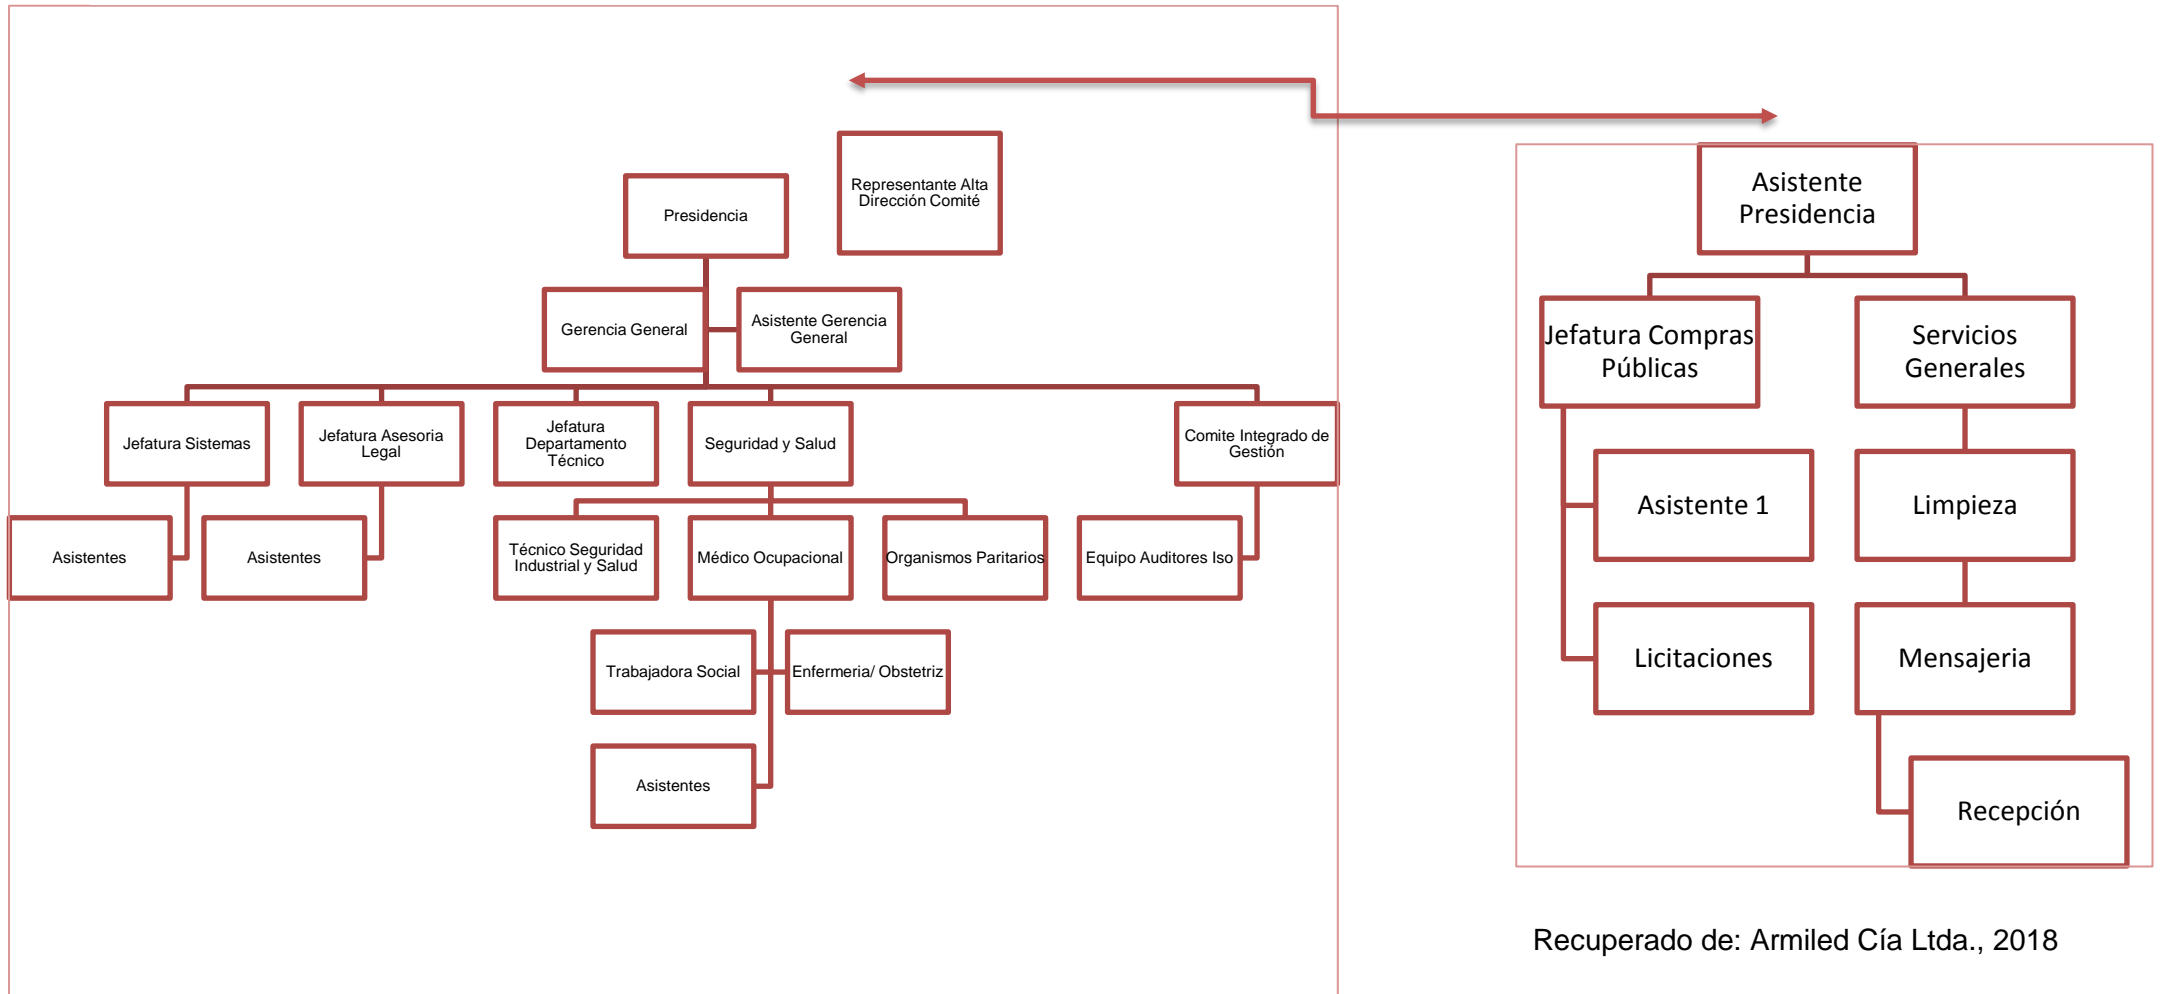 Representante Alta
Dirección Comité
Presidencia
Gerencia General
Asistente Gerencia
General
Jefatura Sistemas
Jefatura Asesoria
Legal
Jefatura
Departamento
Técnico
Seguridad y Salud
Comite Integrado de
Gestión
Asistentes
Asistentes
Técnico Seguridad
Industrial y Salud
Médico Ocupacional
Organismos Paritarios
Equipo Auditores Iso
Trabajadora Social
Enfermeria/ Obstetriz
Asistentes
Asistente
Presidencia
Jefatura Compras
Públicas
Servicios
Generales
Asistente 1
Limpieza
Licitaciones
Mensajeria
Recepción
Recuperado de: Armiled Cía Ltda., 2018